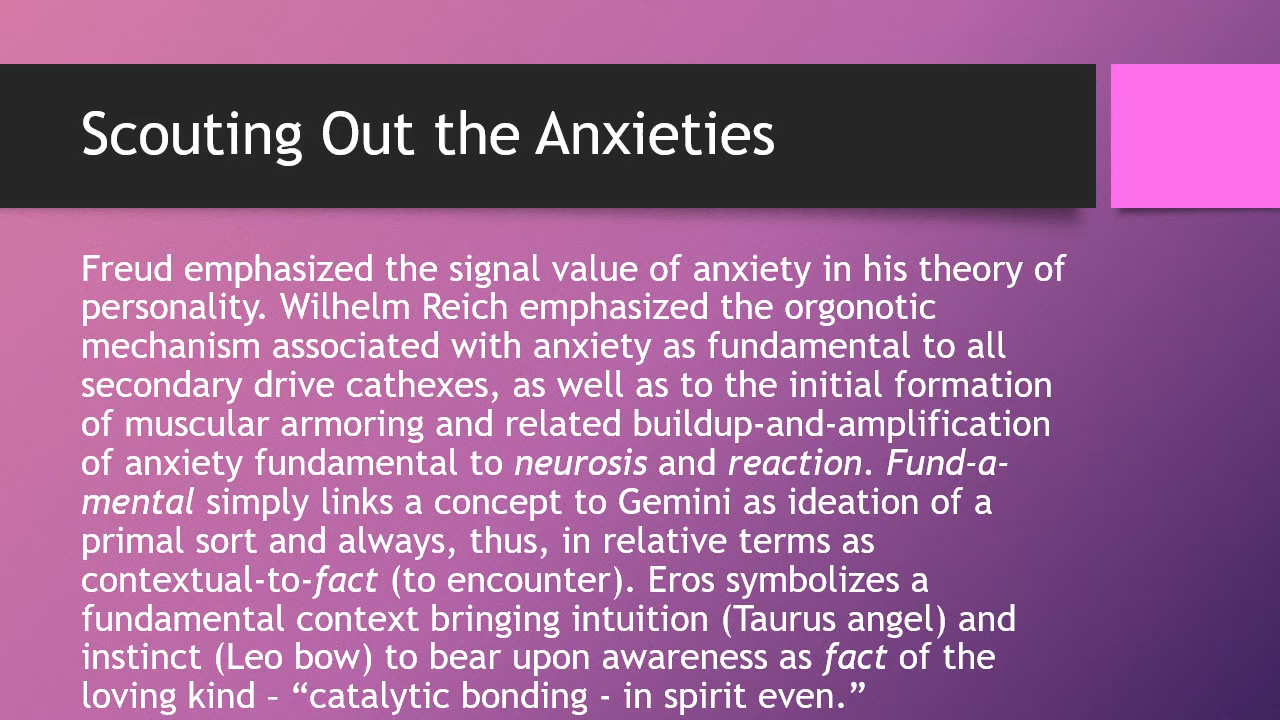 Scouting Out the Anxieties
Freud emphasized the signal value of anxiety in his theory of
personality. Wilhelm Reich emphasized the orgonotic
mechanism associated with anxiety as fundamental to all
secondary drive cathexes, as well as to the initial formation
of muscular armoring and related buildup-and-amplification
of anxiety fundamental to neurosis and reaction. Fund-a-
mental simply links a concept to Gemini as ideation of a
primal sort and always, thus, in relative terms as
contextual-to-fact (to encounter). Eros symbolizes a
fundamental context bringing intuition (Taurus angel) and
instinct (Leo bow) to bear upon awareness as fact of the
loving kind – “catalytic bonding - in spirit even.”